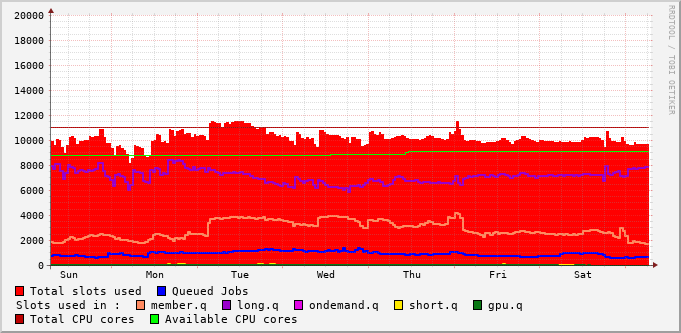 20000
18000
16000
14000
12000
10000
8000
6000
4000
2000
0
Sun Mon Tue Wed Thu Fri Sat
Total slots used Queued Jobs
Slots used in : member.q long.q ondemand.q short.q gpu.q
Total CPU cores Available CPU cores
RRDTOOL / TOBI OETIKER